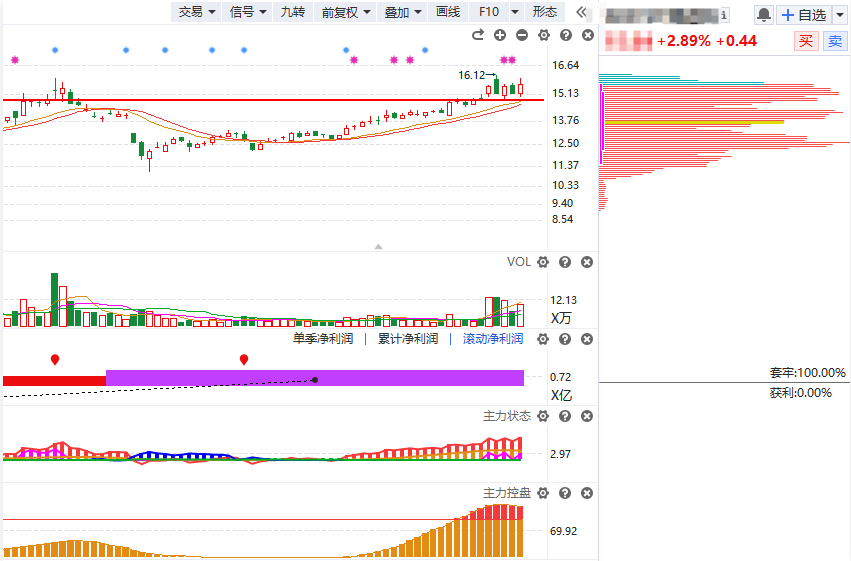 交易 信号 九转 前复权 叠加 画线 F10 形态
自选
+2.89% +0.44 买 卖
16.12
16.64
15.13
13.76
12.50
11.37
10.33
9.40
8.54
VOL
12.13
X万
单季净利润 | 累计净利润 | 滚动净利润
0.72
X亿
套牢:100.00%
获利:0.00%
主力状态
2.97
主力控盘
69.92